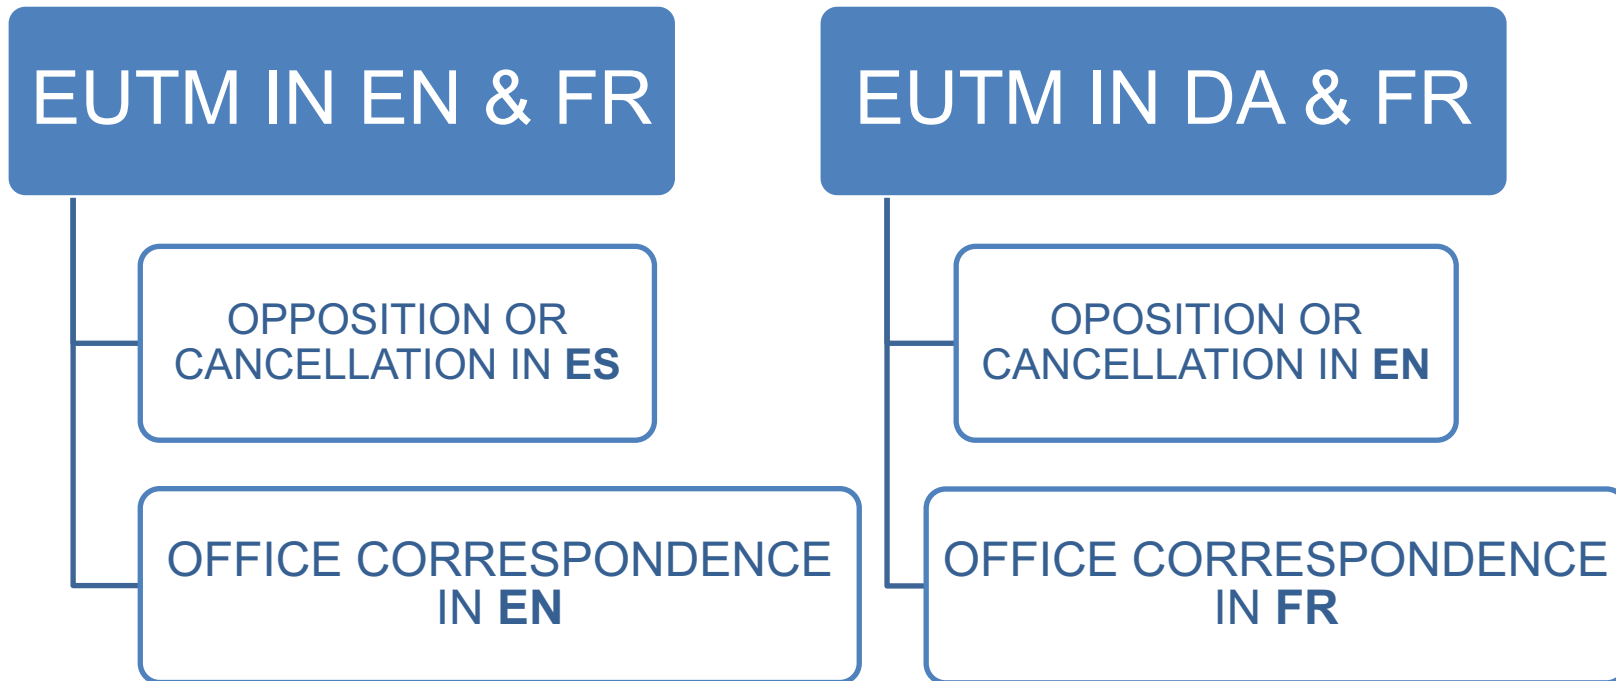 EUTM IN EN & FR
OPPOSITION OR
CANCELLATION IN ES
OFFICE CORRESPONDENCE
IN EN
EUTM IN DA & FR
OPOSITION OR
CANCELLATION IN EN
OFFICE CORRESPONDENCE
IN FR